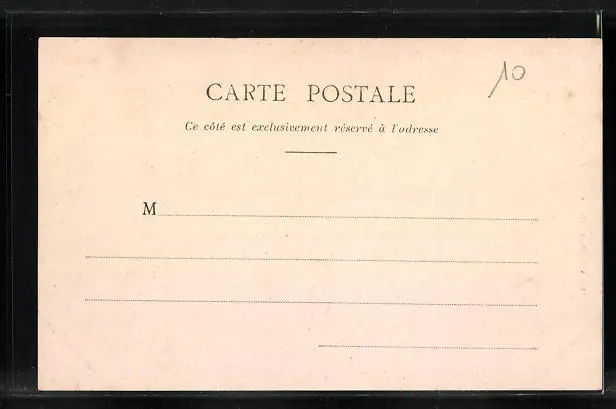 10
CARTE POSTALE
Ce côté est exclusivement réservé à l'adresse
M